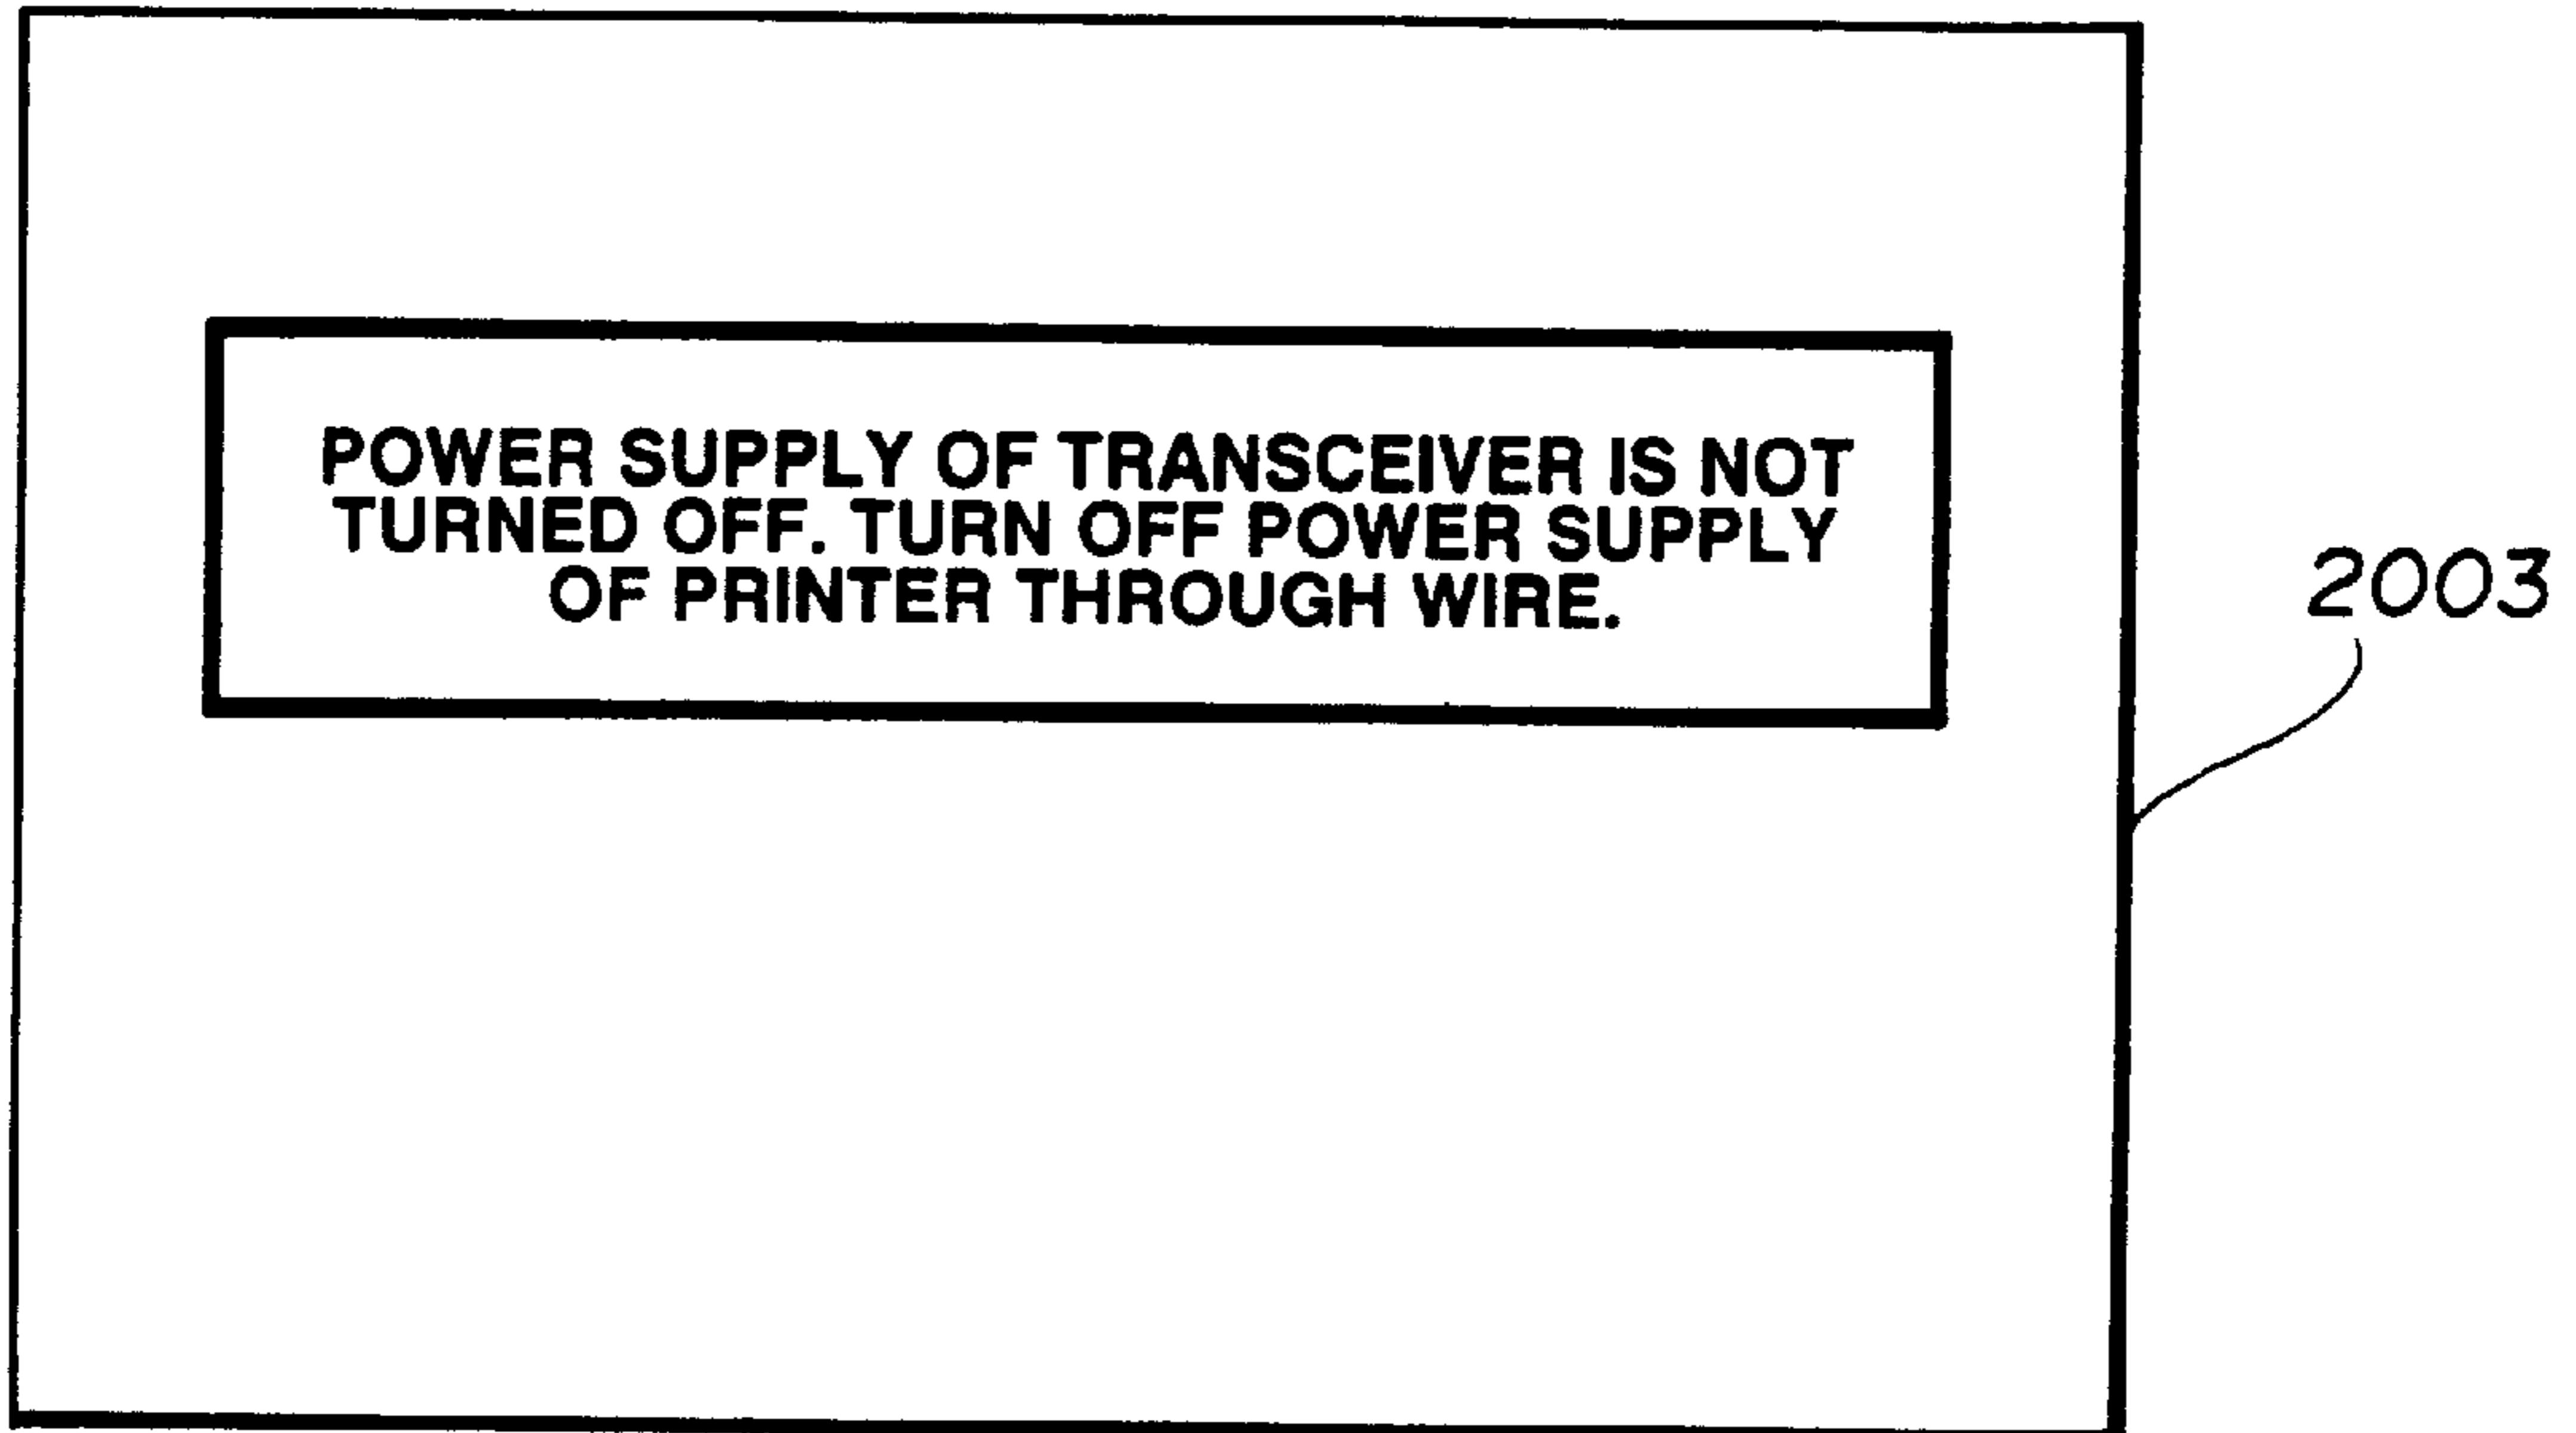 POWER SUPPLY OF TRANSCEIVER IS NOT
TURNED OFF. TURN OFF POWER SUPPLY
OF PRINTER THROUGH WIRE.
2003